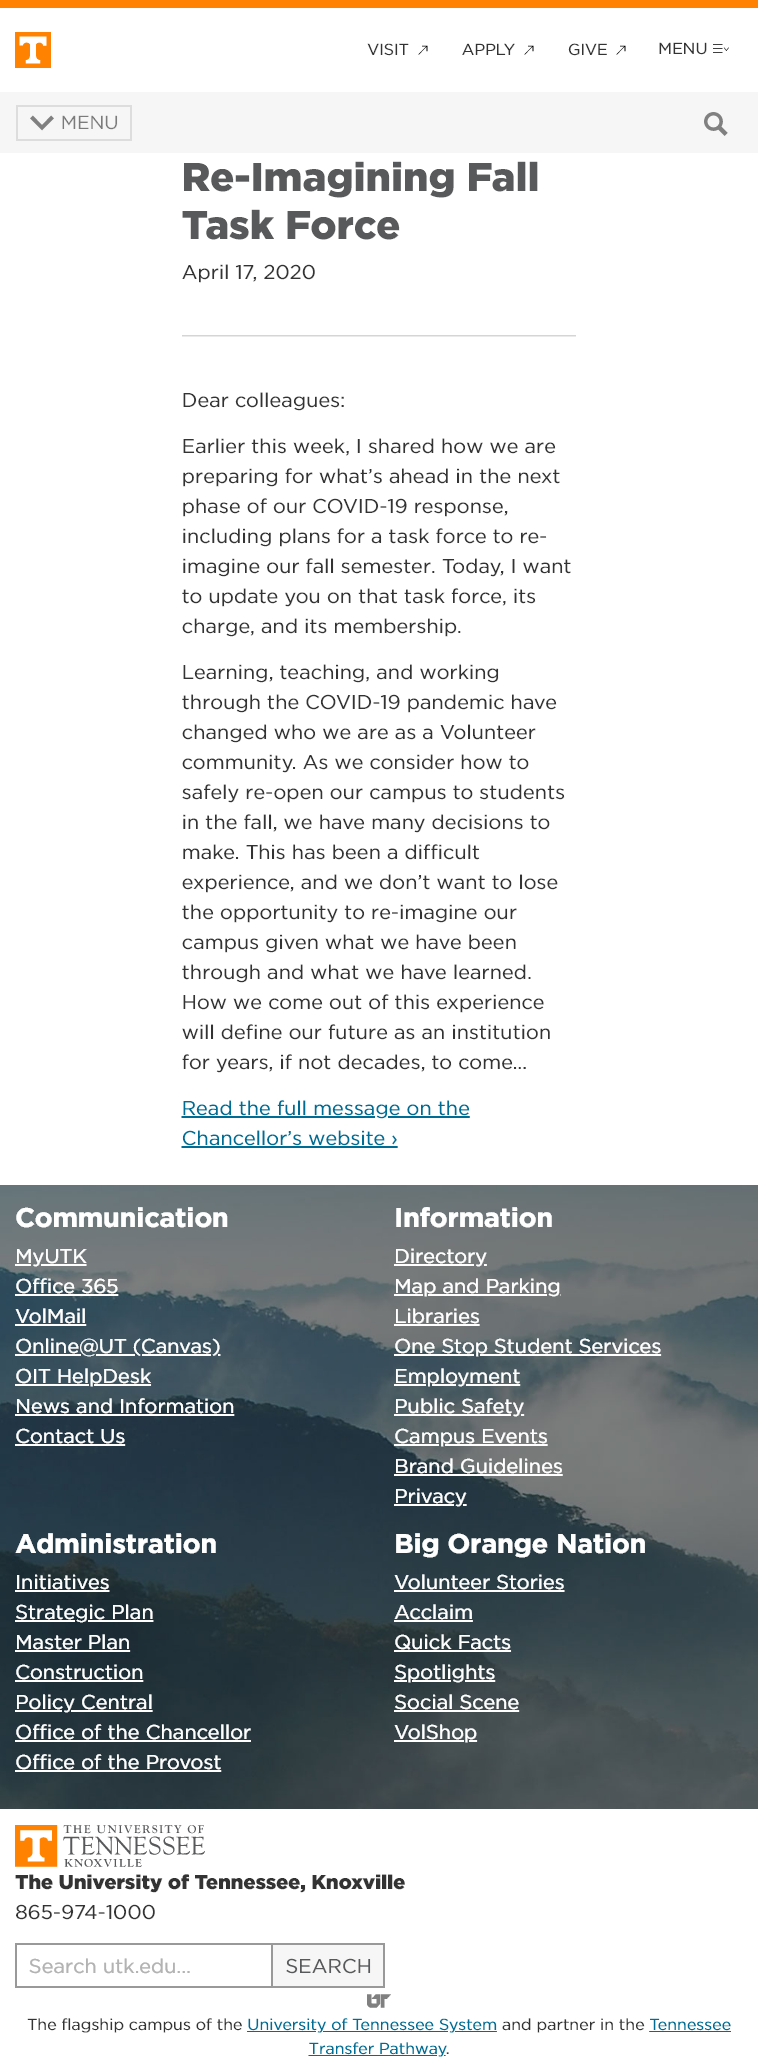 T
VISIT APPLY GIVE MENU
MENU
Re-Imagining Fall
Task Force
April 17, 2020
Dear colleagues:
Earlier this week, I shared how we are
preparing for what’s ahead in the next
phase of our COVID-19 response,
including plans for a task force to re-
imagine our fall semester. Today, I want
to update you on that task force, its
charge, and its membership.
Learning, teaching, and working
through the COVID-19 pandemic have
changed who we are as a Volunteer
community. As we consider how to
safely re-open our campus to students
in the fall, we have many decisions to
make. This has been a difficult
experience, and we don’t want to lose
the opportunity to re-imagine our
campus given what we have been
through and what we have learned.
How we come out of this experience
will define our future as an institution
for years, if not decades, to come…
Read the full message on the
Chancellor’s website ›
Communication
MyUTK
Office 365
VolMail
Online@UT (Canvas)
OIT HelpDesk
News and Information
Contact Us
Information
Directory
Map and Parking
Libraries
One Stop Student Services
Employment
Public Safety
Campus Events
Brand Guidelines
Privacy
Administration
Initiatives
Strategic Plan
Master Plan
Construction
Policy Central
Office of the Chancellor
Office of the Provost
Big Orange Nation
Volunteer Stories
Acclaim
Quick Facts
Spotlights
Social Scene
VolShop
T
THE UNIVERSITY OF
TENNESSEE
KNOXVILLE
The University of Tennessee, Knoxville
865-974-1000
Search utk.edu... SEARCH
UT
The flagship campus of the University of Tennessee System and partner in the Tennessee
Transfer Pathway.